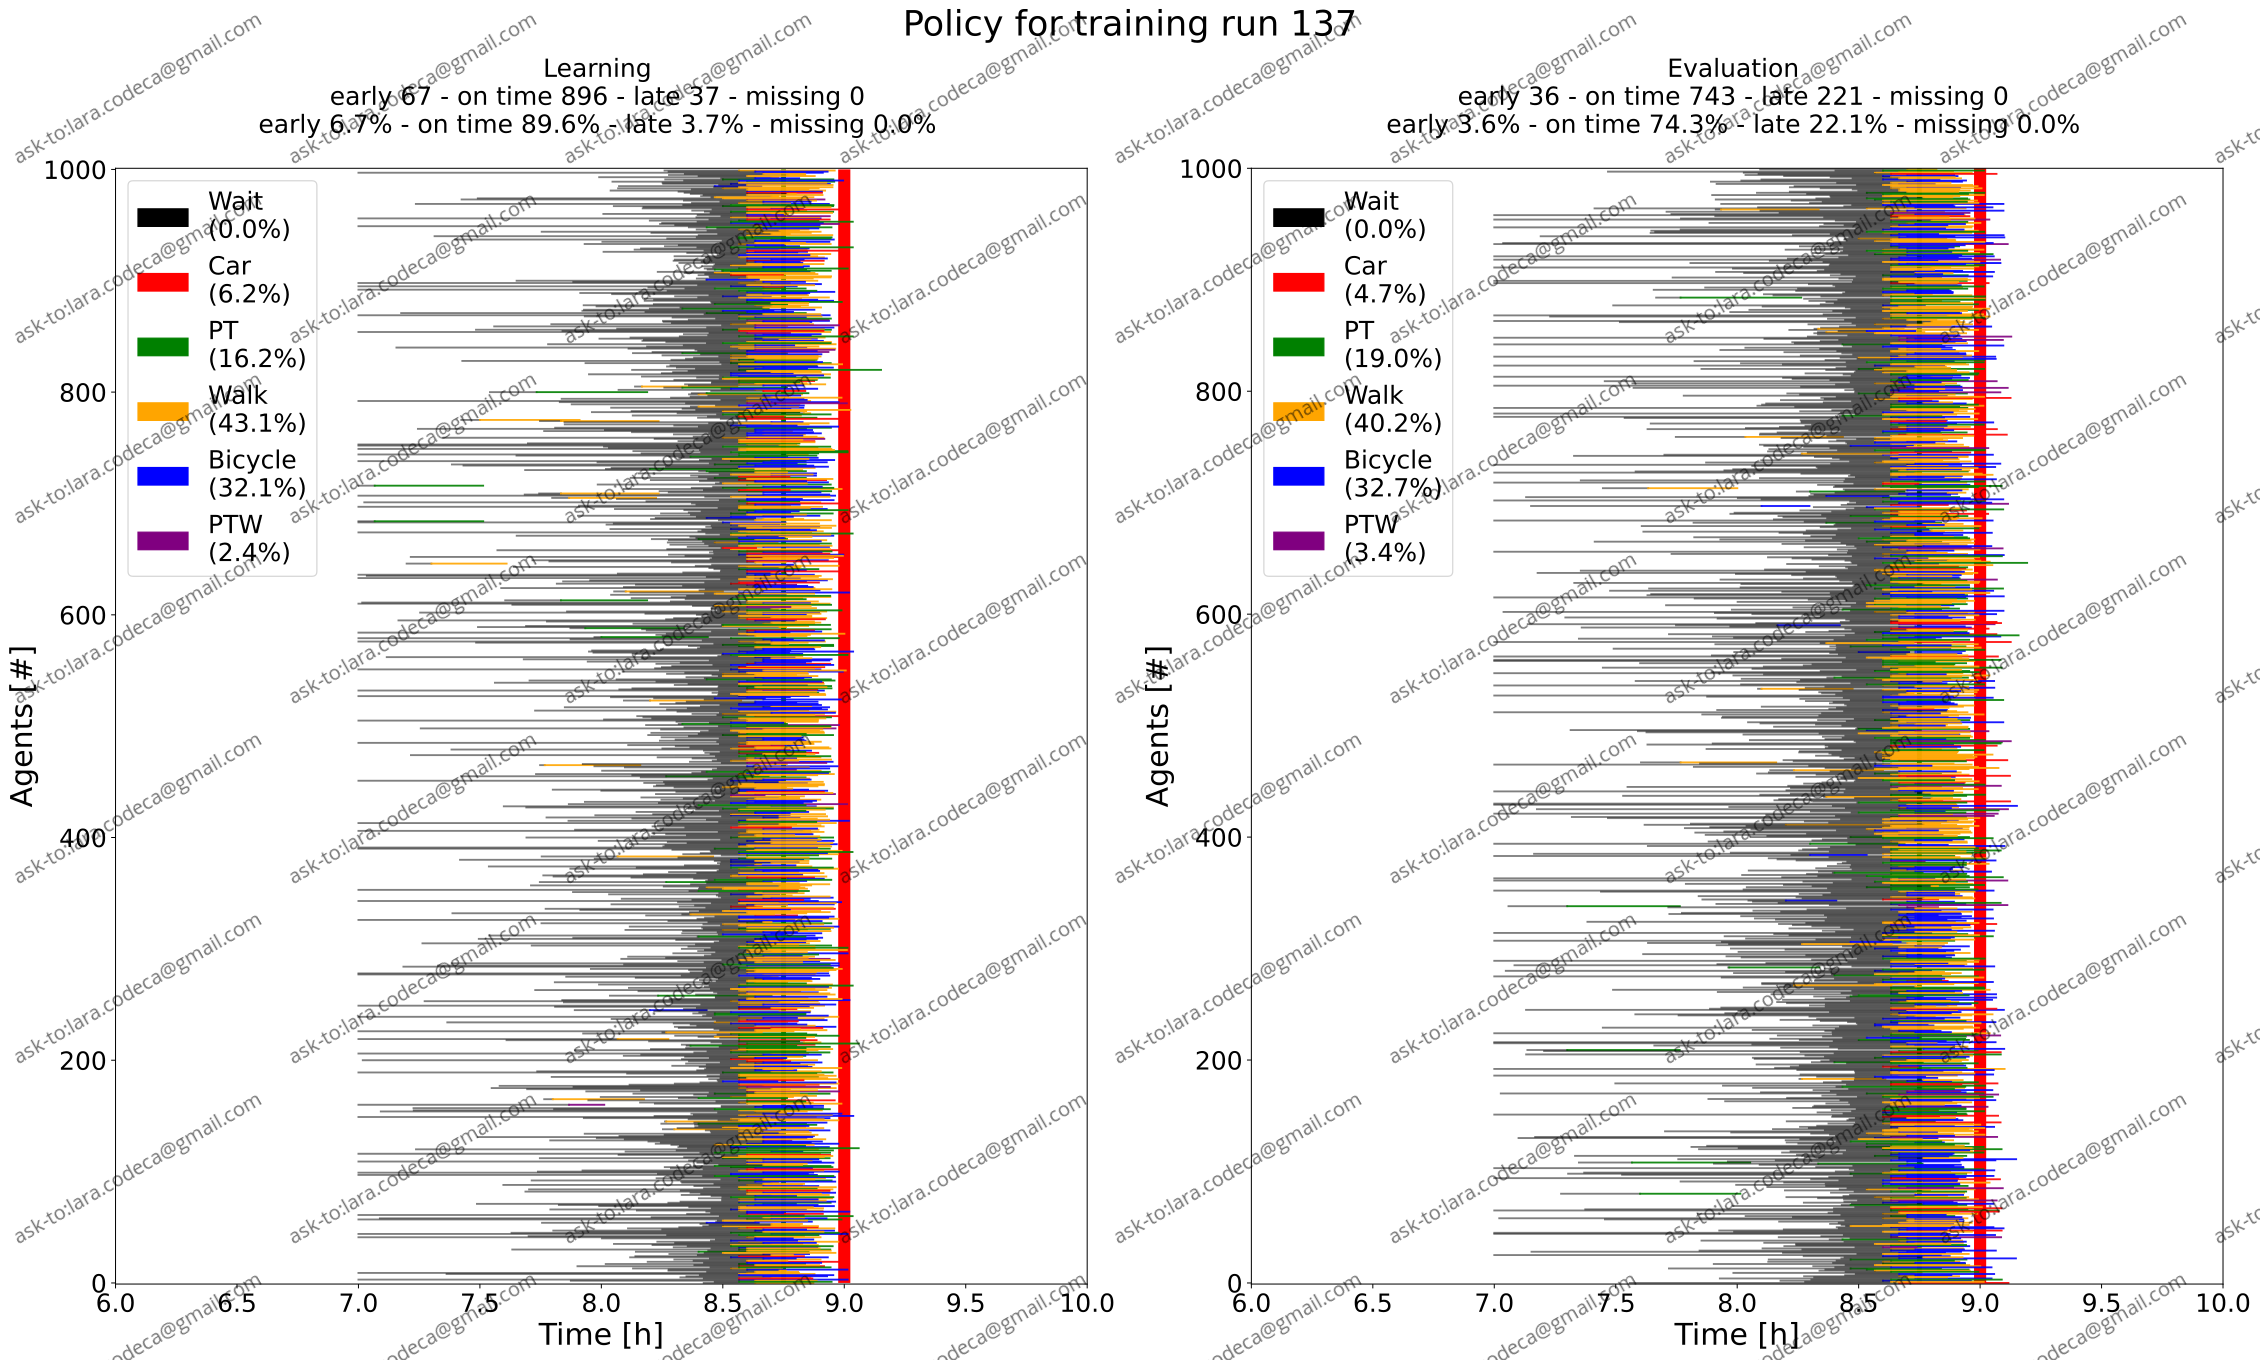 Policy for training run 137
Learning
early 67 - on time 896 - late 37 - missing 0
early 6.7% - on time 89.6% - late 3.7% - missing 0.0%
Wait
(0.0%)
Car
(6.2%)
PT
(16.2%)
Walk
(43.1%)
Bicycle
(32.1%)
PTW
(2.4%)
Agents [#]
1000
800
600
400
200
0
6.0 6.5 7.0 7.5 8.0 8.5 9.0 9.5 10.0
Time [h]
Evaluation
early 36 - on time 743 - late 221 - missing 0
early 3.6% - on time 74.3% - late 22.1% - missing 0.0%
Wait
(0.0%)
Car
(4.7%)
PT
(19.0%)
Walk
(40.2%)
Bicycle
(32.7%)
PTW
(3.4%)
Agents [#]
1000
800
600
400
200
0
6.0 6.5 7.0 7.5 8.0 8.5 9.0 9.5 10.0
Time [h]
ask-to:lara.codeca@gmail.com